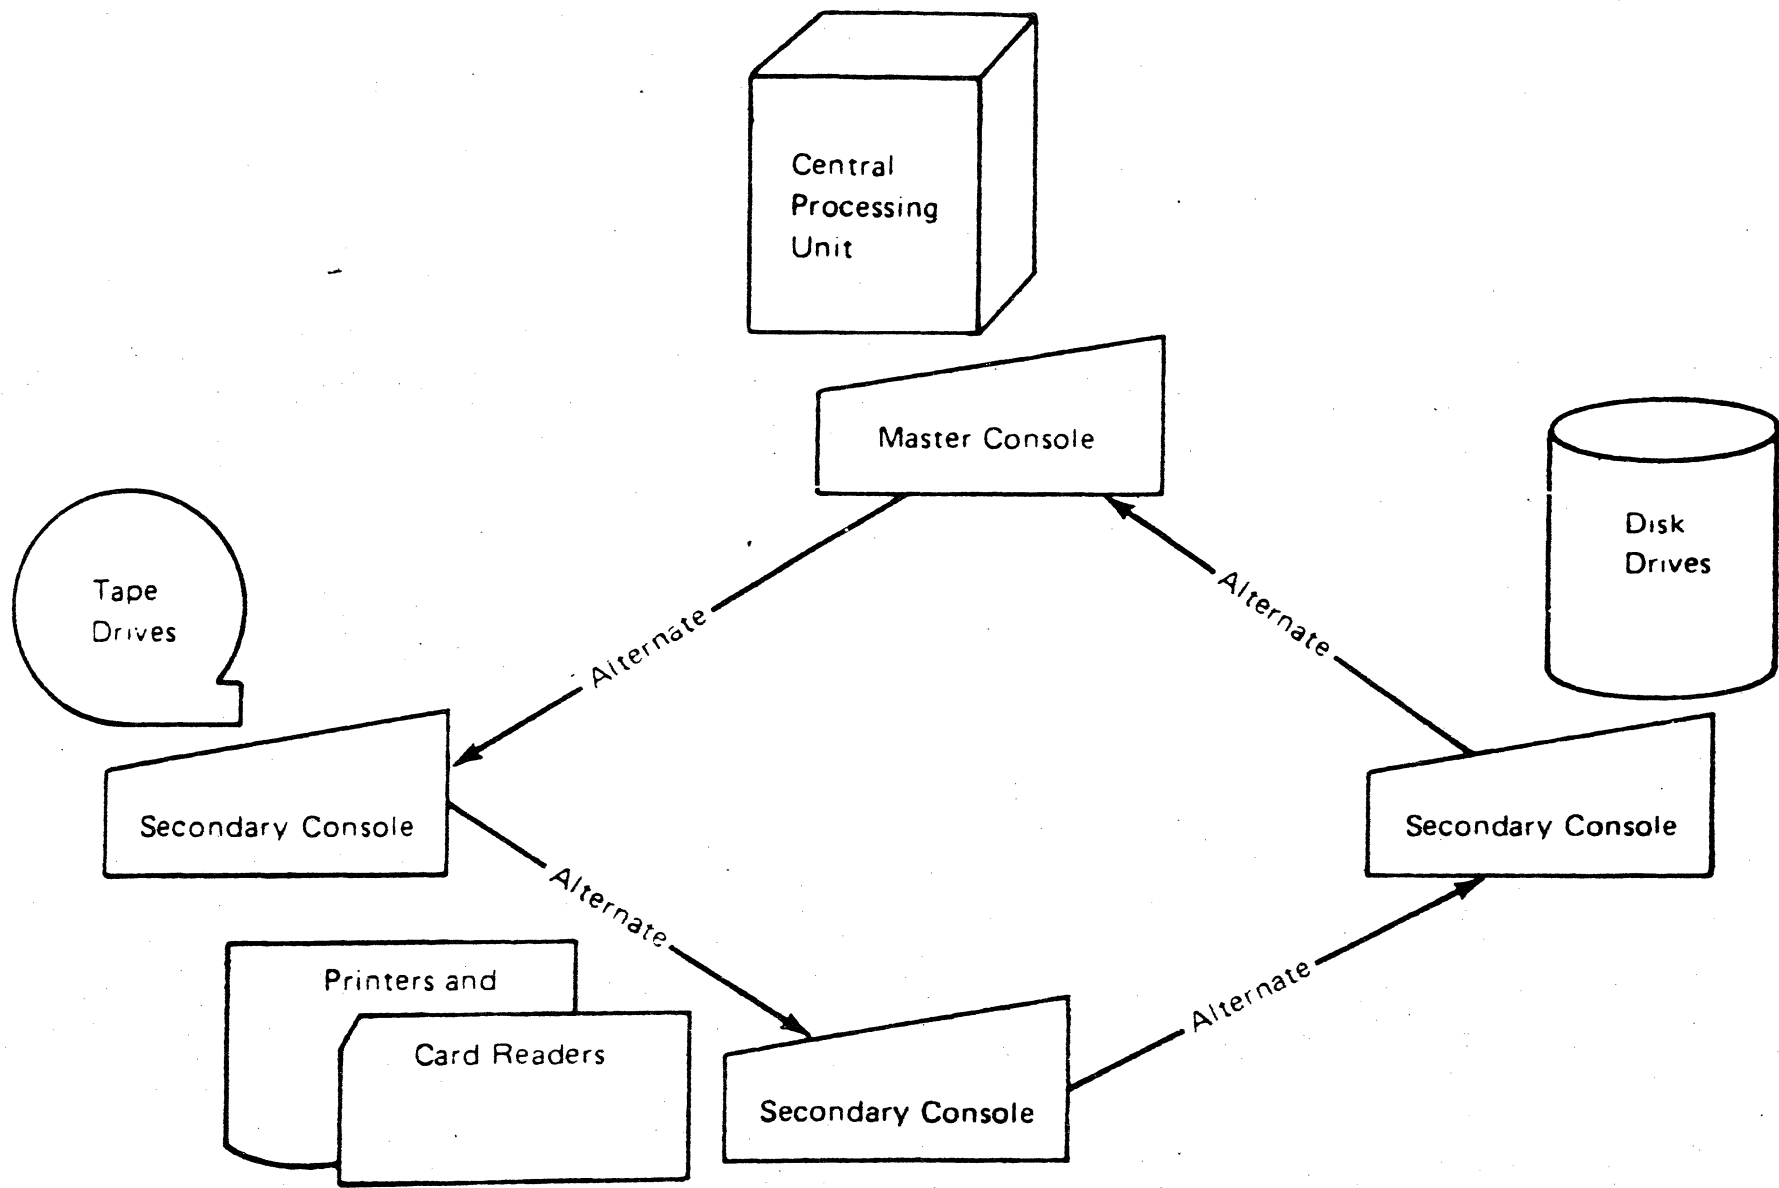 Central
Processing
Unit
Master Console
Disk
Drives
Tape
Drives
Alternate
Alternate
Secondary Console
Secondary Console
Alternate
Alternate
Printers and
Card Readers
Secondary Console